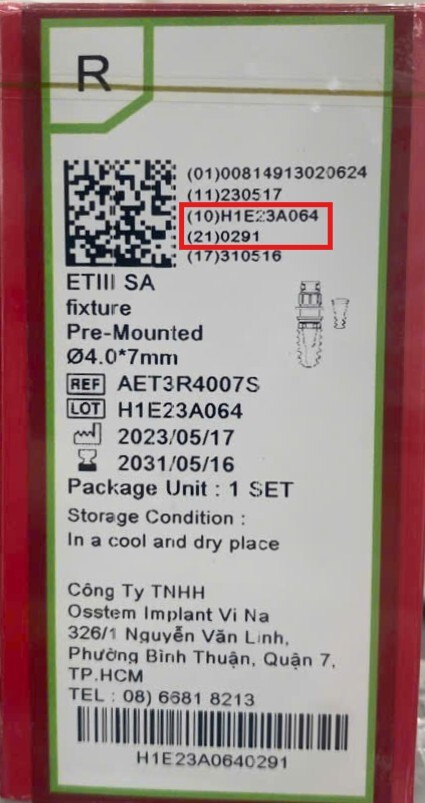 R
(01)00814913020624
(11)230517
(10)H1E23A064
(21)0291
(17)310516
ETIII SA
fixture
Pre-Mounted
Ø4.0*7mm
REF AET3R4007S
LOT H1E23A064
2023/05/17
2031/05/16
Package Unit : 1 SET
Storage Condition :
In a cool and dry place
Công Ty TNHH
Osstem Implant Vi Na
326/1 Nguyễn Văn Linh,
Phường Bình Thuận, Quận 7,
TP.HCM
TEL : 08) 6681 8213
H1E23A0640291